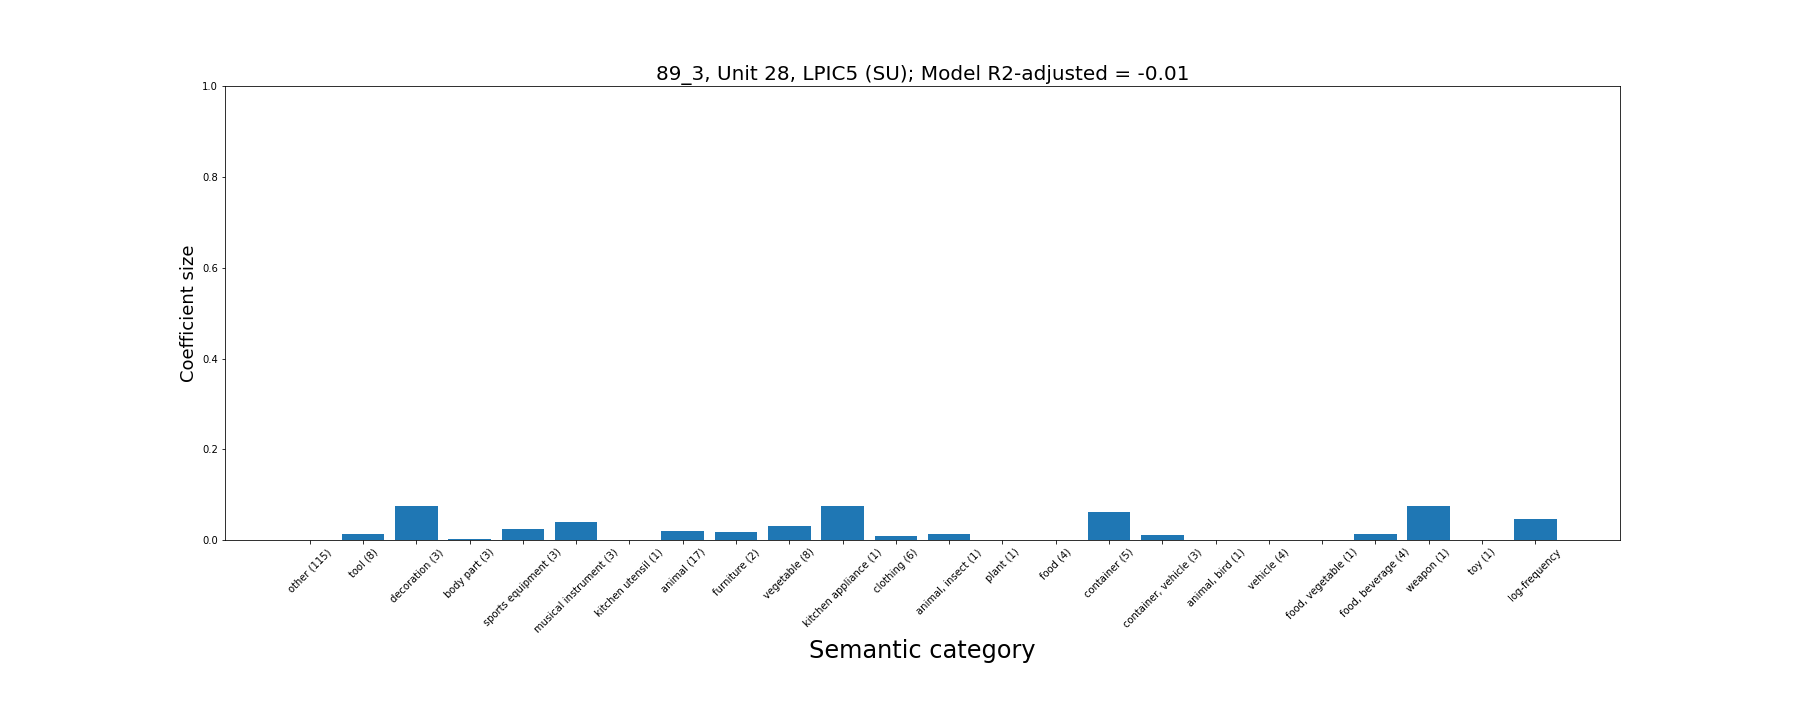 89_3, Unit 28, LPIC5 (SU); Model R2-adjusted = -0.01
Coefficient size
1.0
0.8
0.6
0.4
0.2
0.0
other (115)
tool (8)
decoration (3)
body part (3)
sports equipment (3)
musical instrument (3)
kitchen utensil (1)
animal (17)
furniture (2)
vegetable (8)
kitchen appliance (1)
clothing (6)
animal, insect (1)
plant (1)
food (4)
container (5)
container, vehicle (3)
animal, bird (1)
vehicle (4)
food, vegetable (1)
food, beverage (4)
weapon (1)
toy (1)
log-frequency
Semantic category